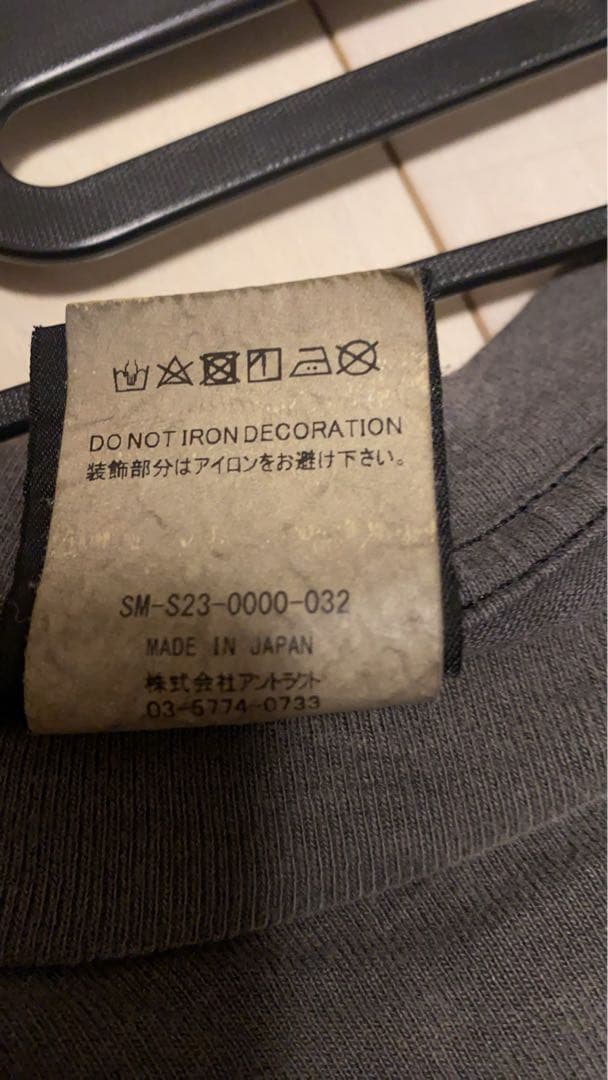 DO NOT IRON DECORATION
装飾部分はアイロンをお避け下さい。
SM-S23-0000-032
MADE IN JAPAN
株式会社アントラクト
03-5774-0733